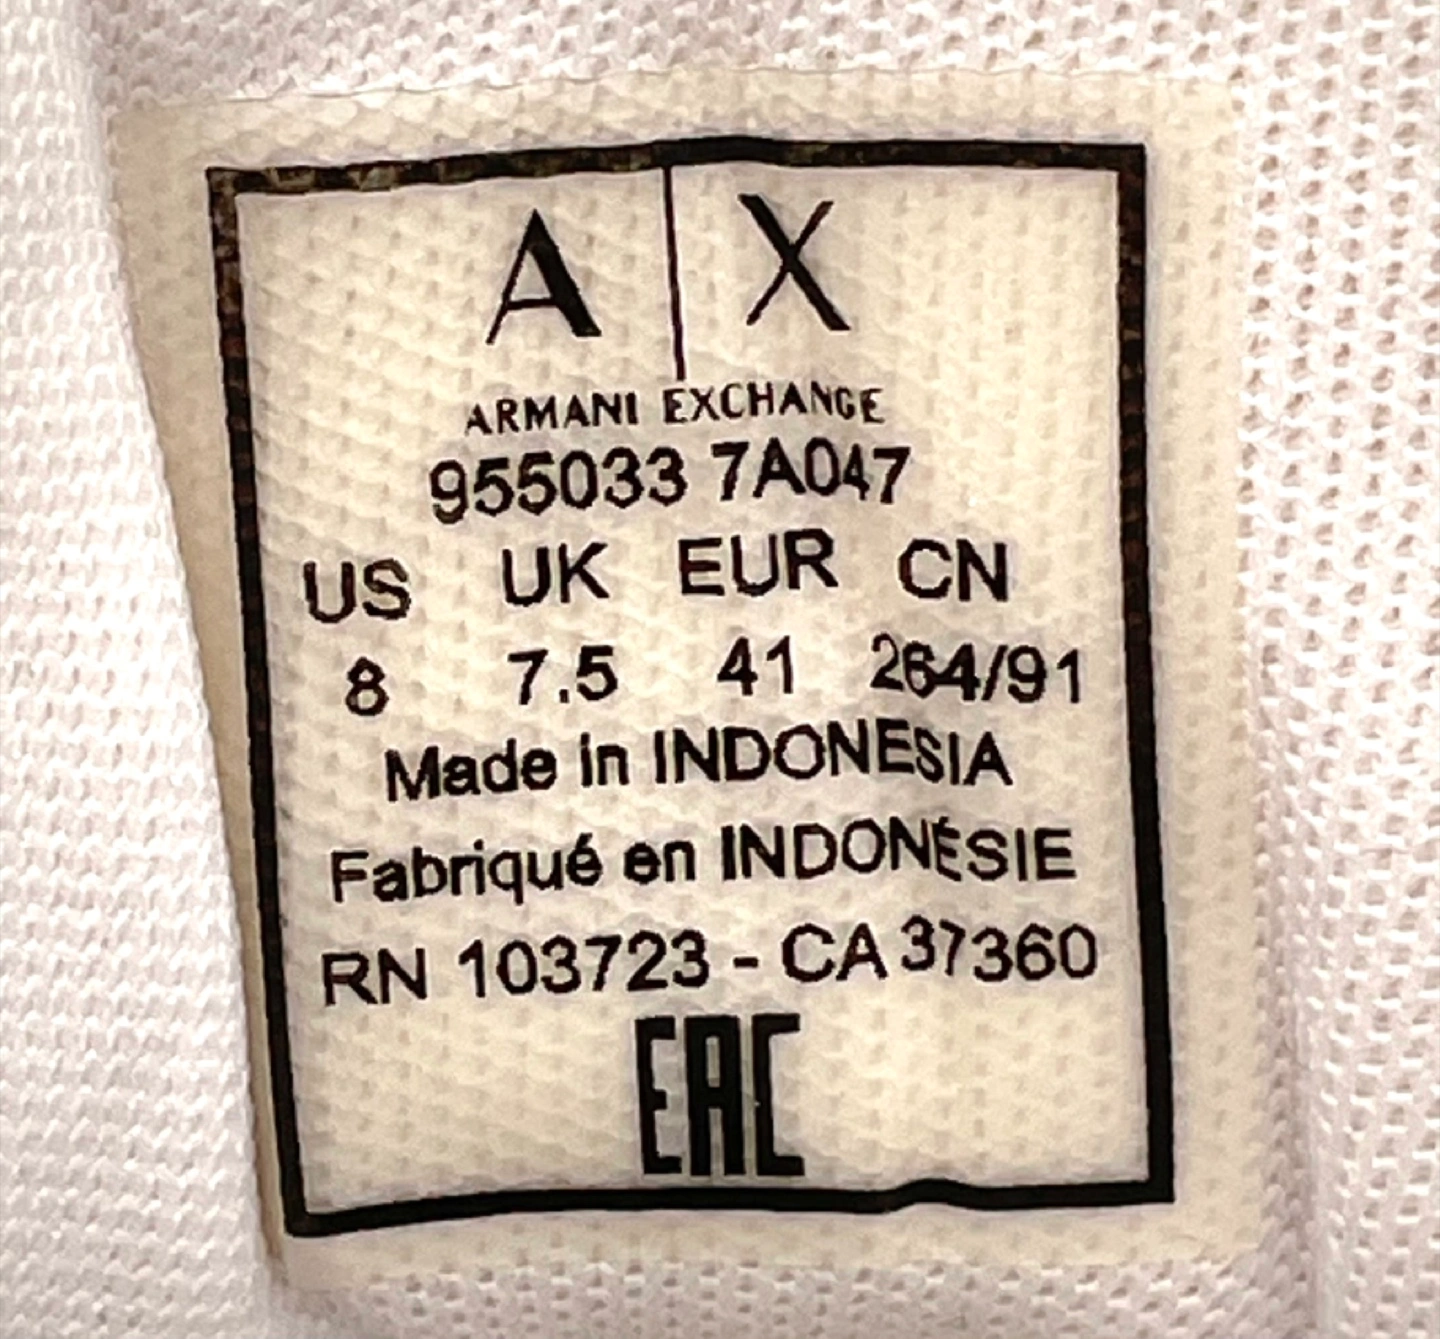 A X
ARMANI EXCHANGE
955033 7A047
US UK EUR CN
8 7.5 41 264/91
Made in INDONESIA
Fabriqué en INDONÉSIE
RN 103723 - CA 37360
EAC